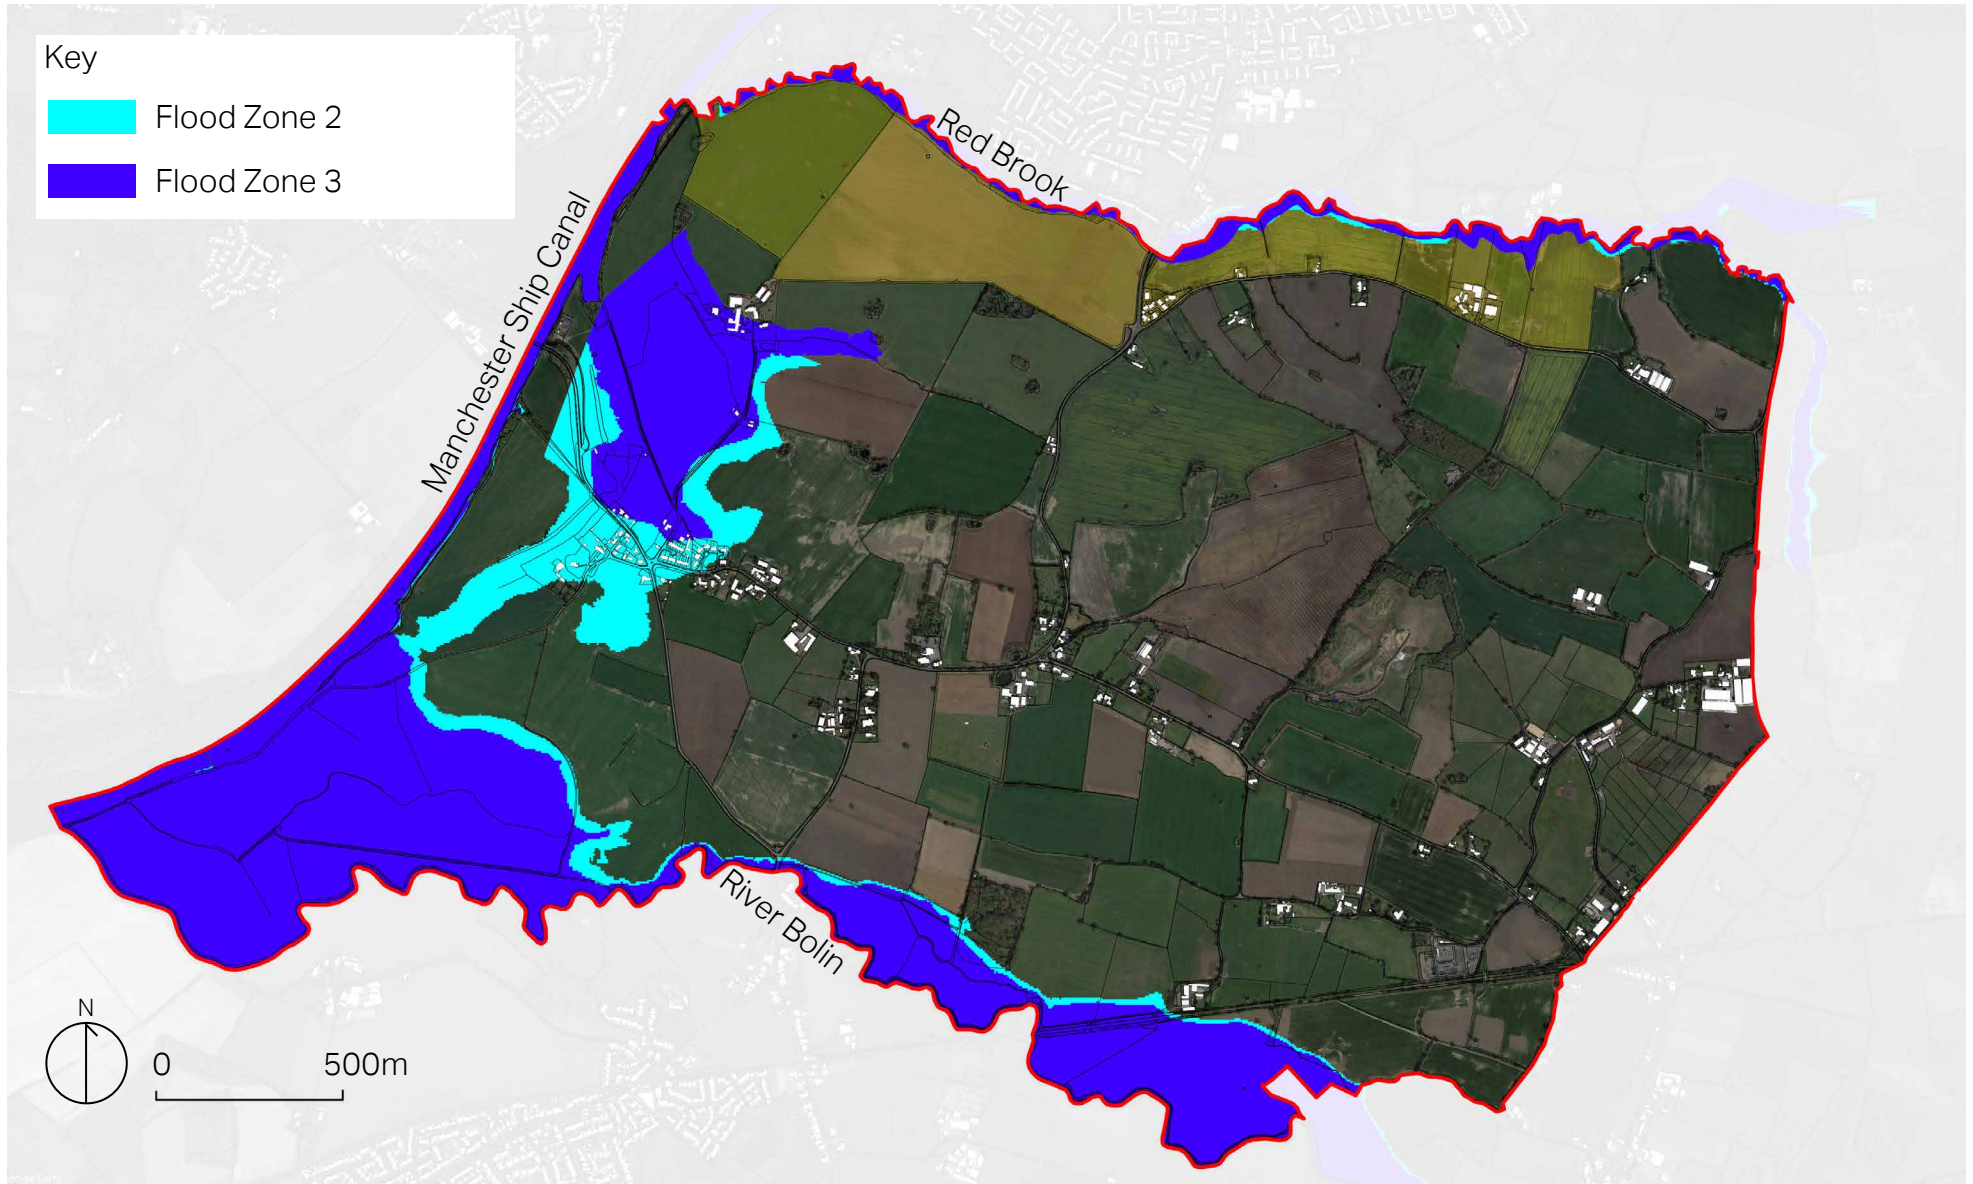 Key
Flood Zone 2
Flood Zone 3
Red Brook
Manchester Ship Canal
River Bolin
N
0 500m